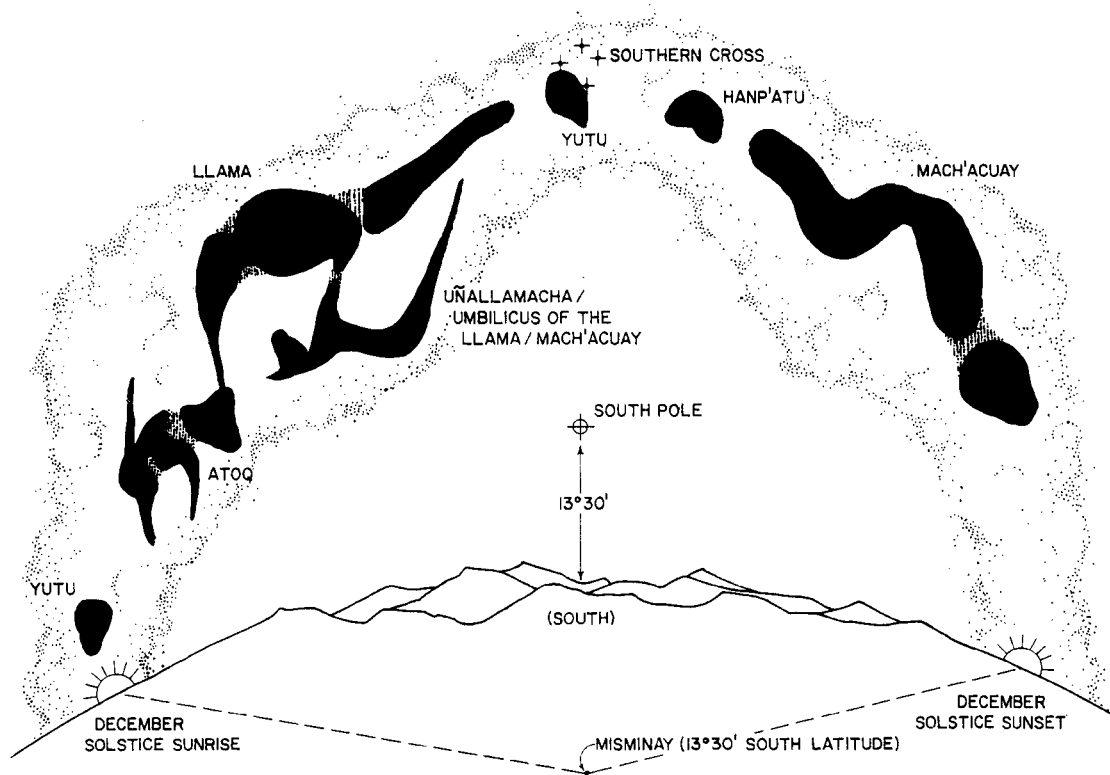 SOUTHERN CROSS
HANP'ATU
YUTU
LLAMA
MACH'ACUAY
UÑALLAMACHA /
UMBILICUS OF THE
LLAMA / MACH'ACUAY
SOUTH POLE
ATOQ
13°30'
YUTU
(SOUTH)
DECEMBER
SOLSTICE SUNRISE
DECEMBER
SOLSTICE SUNSET
MISMINAY (13°30' SOUTH LATITUDE)